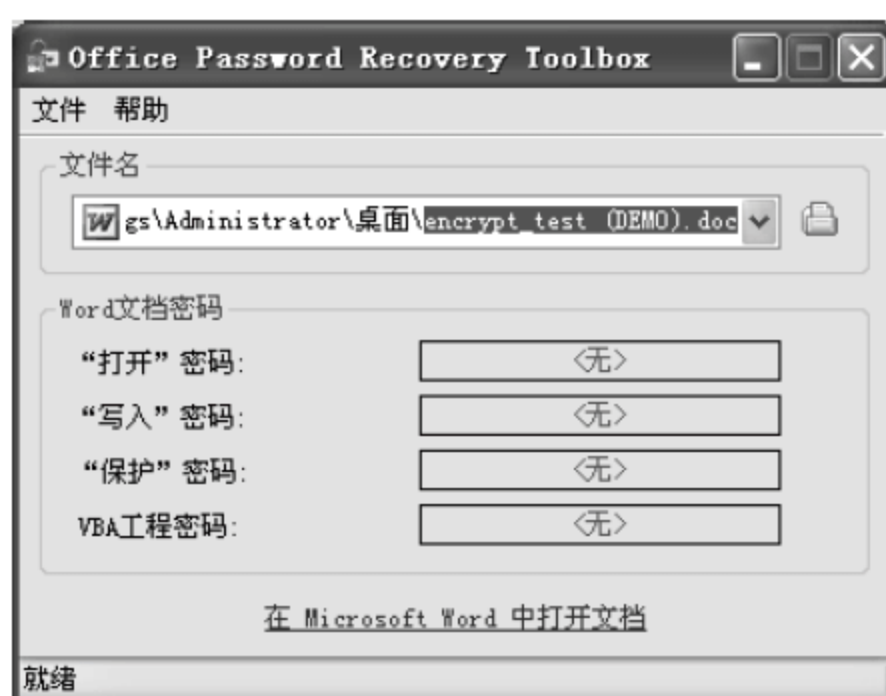 Office Password Recovery Toolbox
文件 帮助
文件名
gs\Administrator\桌面\encrypt_test (DEMO).doc
Word文档密码
“打开”密码: <无>
“写入”密码: <无>
“保护”密码: <无>
VBA工程密码: <无>
在 Microsoft Word 中打开文档
就绪